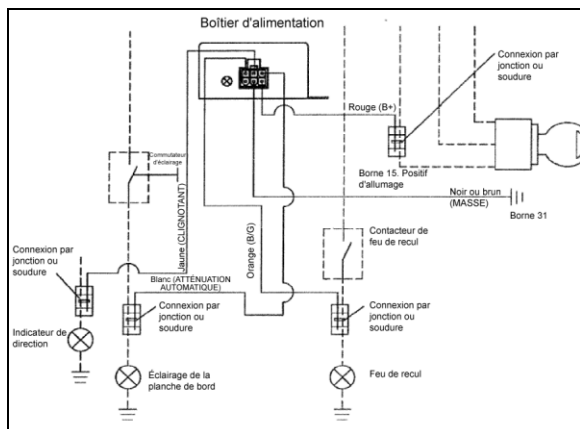 Boîtier d'alimentation
Connexion par
jonction ou
soudure
Rouge (B+)
Commutateur
d'éclairage
Borne 15. Positif
d'allumage
Noir ou brun
(MASSE)
Borne 31
Jaune (CLIGNOTANT)
Orange (B/G)
Contacteur de
feu de recul
Connexion par
jonction ou
soudure
Blanc (ATTÉNUATION
AUTOMATIQUE)
Connexion par
jonction ou
soudure
Connexion par
jonction ou
soudure
Indicateur de
direction
Éclairage de la
planche de bord
Feu de recul